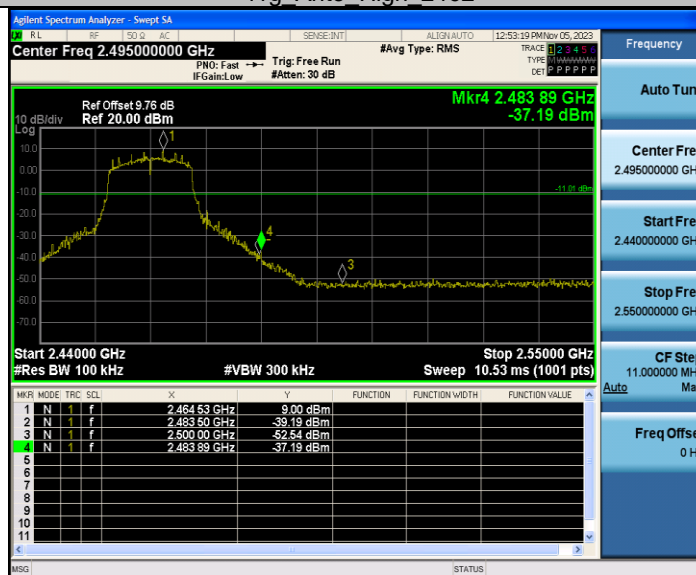 Agilent Spectrum Analyzer - Swept SA
RL RF 50 Ω AC SENSE:INT ALIGN AUTO 12:53:19 PM Nov 05, 2023
Center Freq 2.495000000 GHz #Avg Type: RMS TRACE 1 2 3 4 5 6
PNO: Fast Trig: Free Run TYPE M WWWWW
IFGain:Low #Atten: 30 dB DET P P P P P P
Mkr4 2.483 89 GHz
-37.19 dBm
Ref Offset 9.76 dB
10 dB/div Ref 20.00 dBm
Log
10.0
0.00
-10.0
-20.0
-30.0
-40.0
-50.0
-60.0
-70.0
1
4
3
-11.01 dBm
Start 2.44000 GHz Stop 2.55000 GHz
#Res BW 100 kHz #VBW 300 kHz Sweep 10.53 ms (1001 pts)
MKR MODE TRC SCL X Y FUNCTION FUNCTION WIDTH FUNCTION VALUE
1 N 1 f 2.464 53 GHz 9.00 dBm
2 N 1 f 2.483 50 GHz -39.19 dBm
3 N 1 f 2.500 00 GHz -52.54 dBm
4 N 1 f 2.483 89 GHz -37.19 dBm
5
6
7
8
9
10
11
MSG STATUS
Frequency
Auto Tun
Center Fre
2.495000000 GH
Start Fre
2.440000000 GH
Stop Fre
2.550000000 GH
CF Ste
11.000000 MH
Auto Ma
Freq Offse
0 H